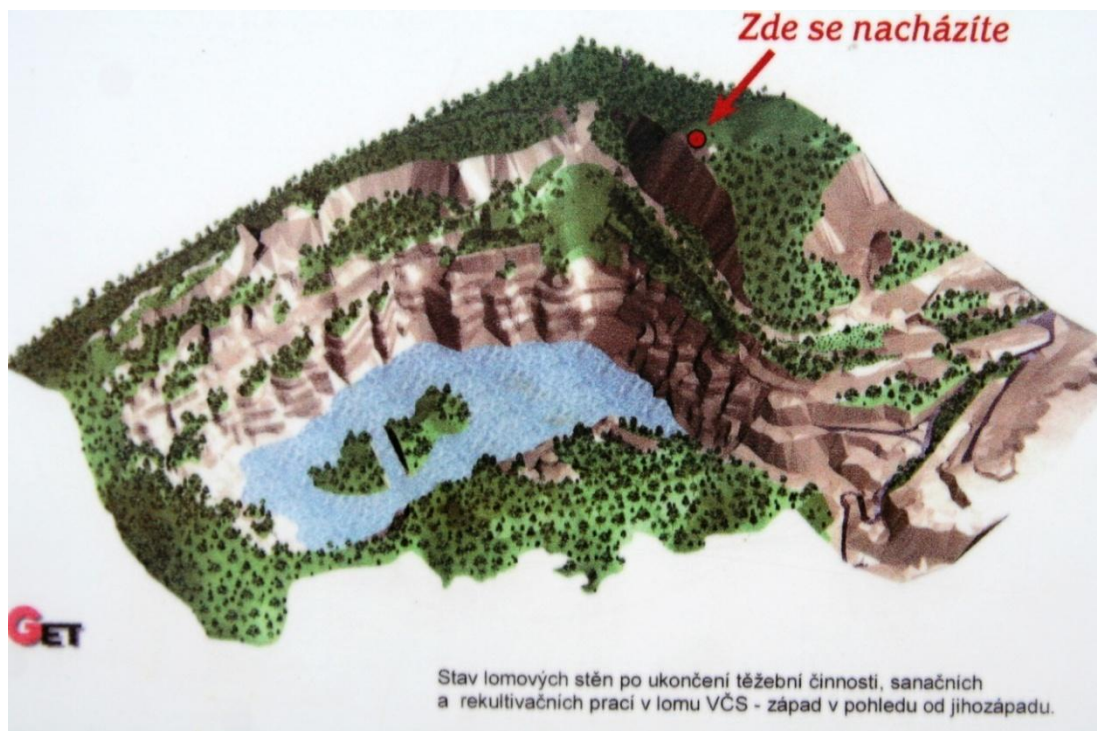 Zde se nacházíte
GET
Stav lomových stěn po ukončení těžební činnosti, sanačních
a rekultivačních prací v lomu VČS - západ v pohledu od jihozápadu.